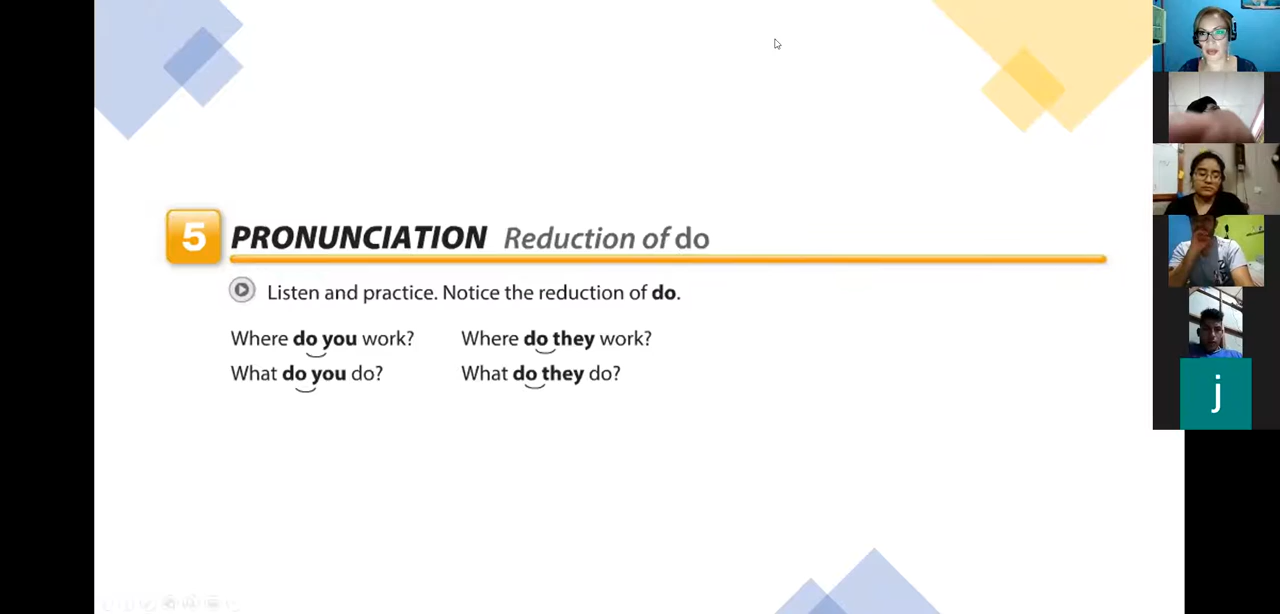 5 PRONUNCIATION Reduction of do
Listen and practice. Notice the reduction of do.
Where do you work? Where do they work?
What do you do? What do they do?
j